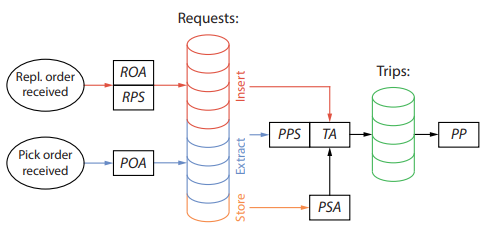 Requests:
Repl. order
received
ROA
RPS
Insert
Trips:
Pick order
received
POA
Extract
PPS
TA
PP
Store
PSA